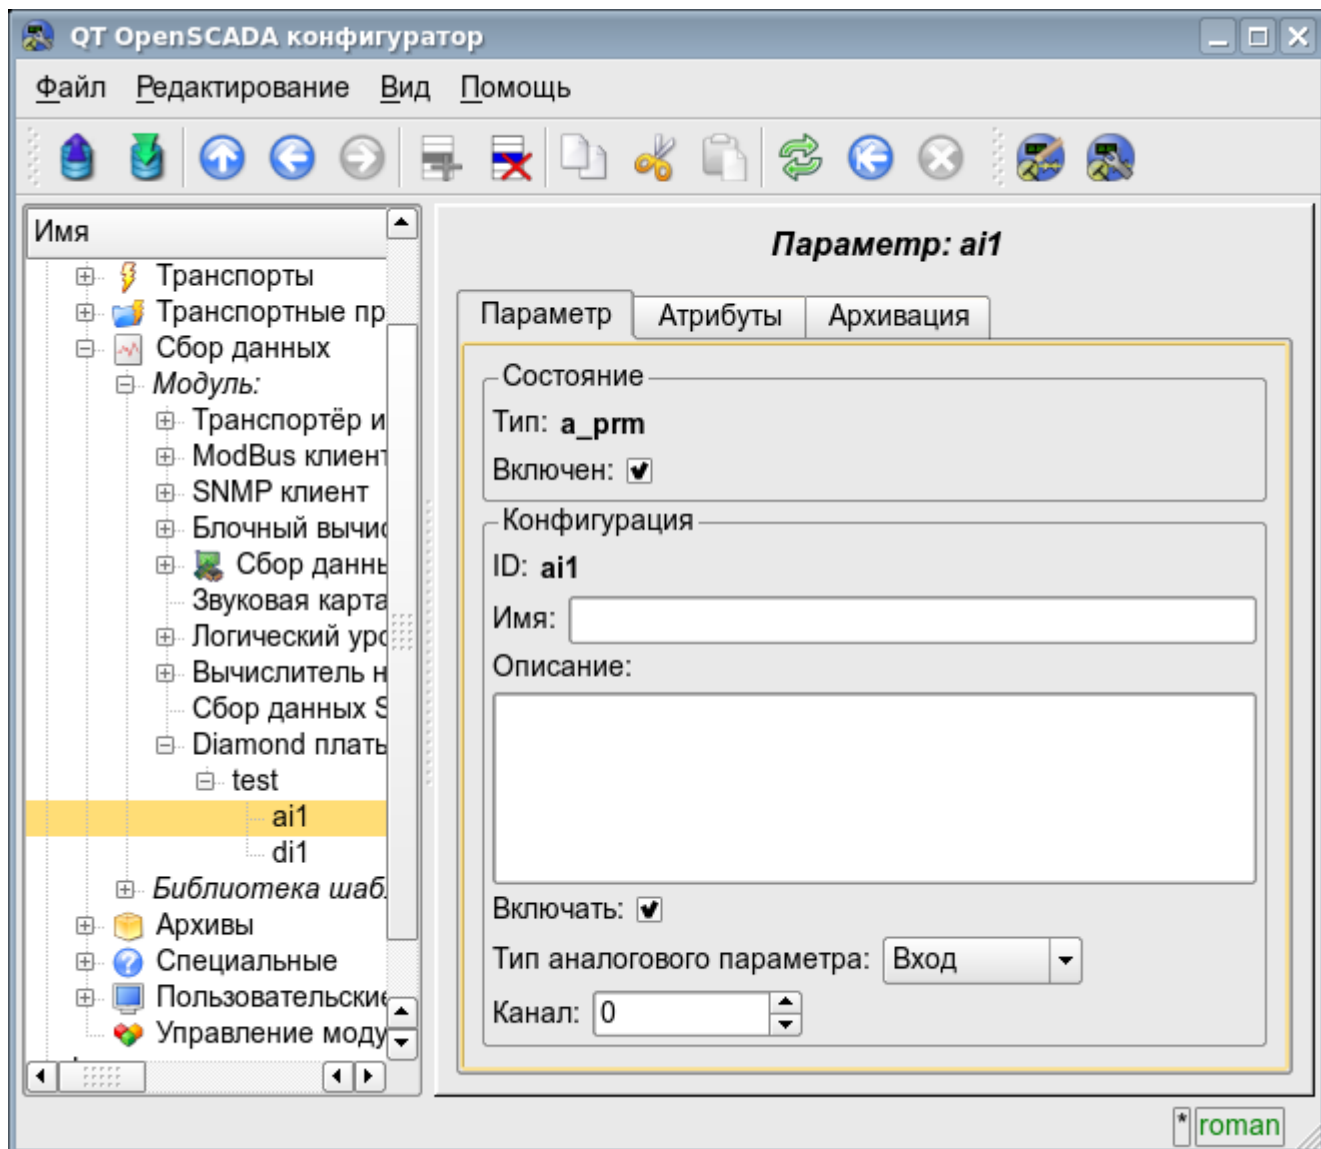 QT OpenSCADA конфигуратор
Файл Редактирование Вид Помощь
Имя
Транспорты
Транспортные пр
Сбор данных
Модуль:
Транспортёр и
ModBus клиент
SNMP клиент
Блочный вычис
Сбор данны
Звуковая карта
Логический уро
Вычислитель н
Сбор данных S
Diamond платы
test
ai1
di1
Библиотека шаб
Архивы
Специальные
Пользовательские
Управление моду
Параметр: ai1
Параметр Атрибуты Архивация
Состояние
Тип: a_prm
Включен:
Конфигурация
ID: ai1
Имя:
Описание:
Включать:
Тип аналогового параметра: Вход
Канал: 0
* roman